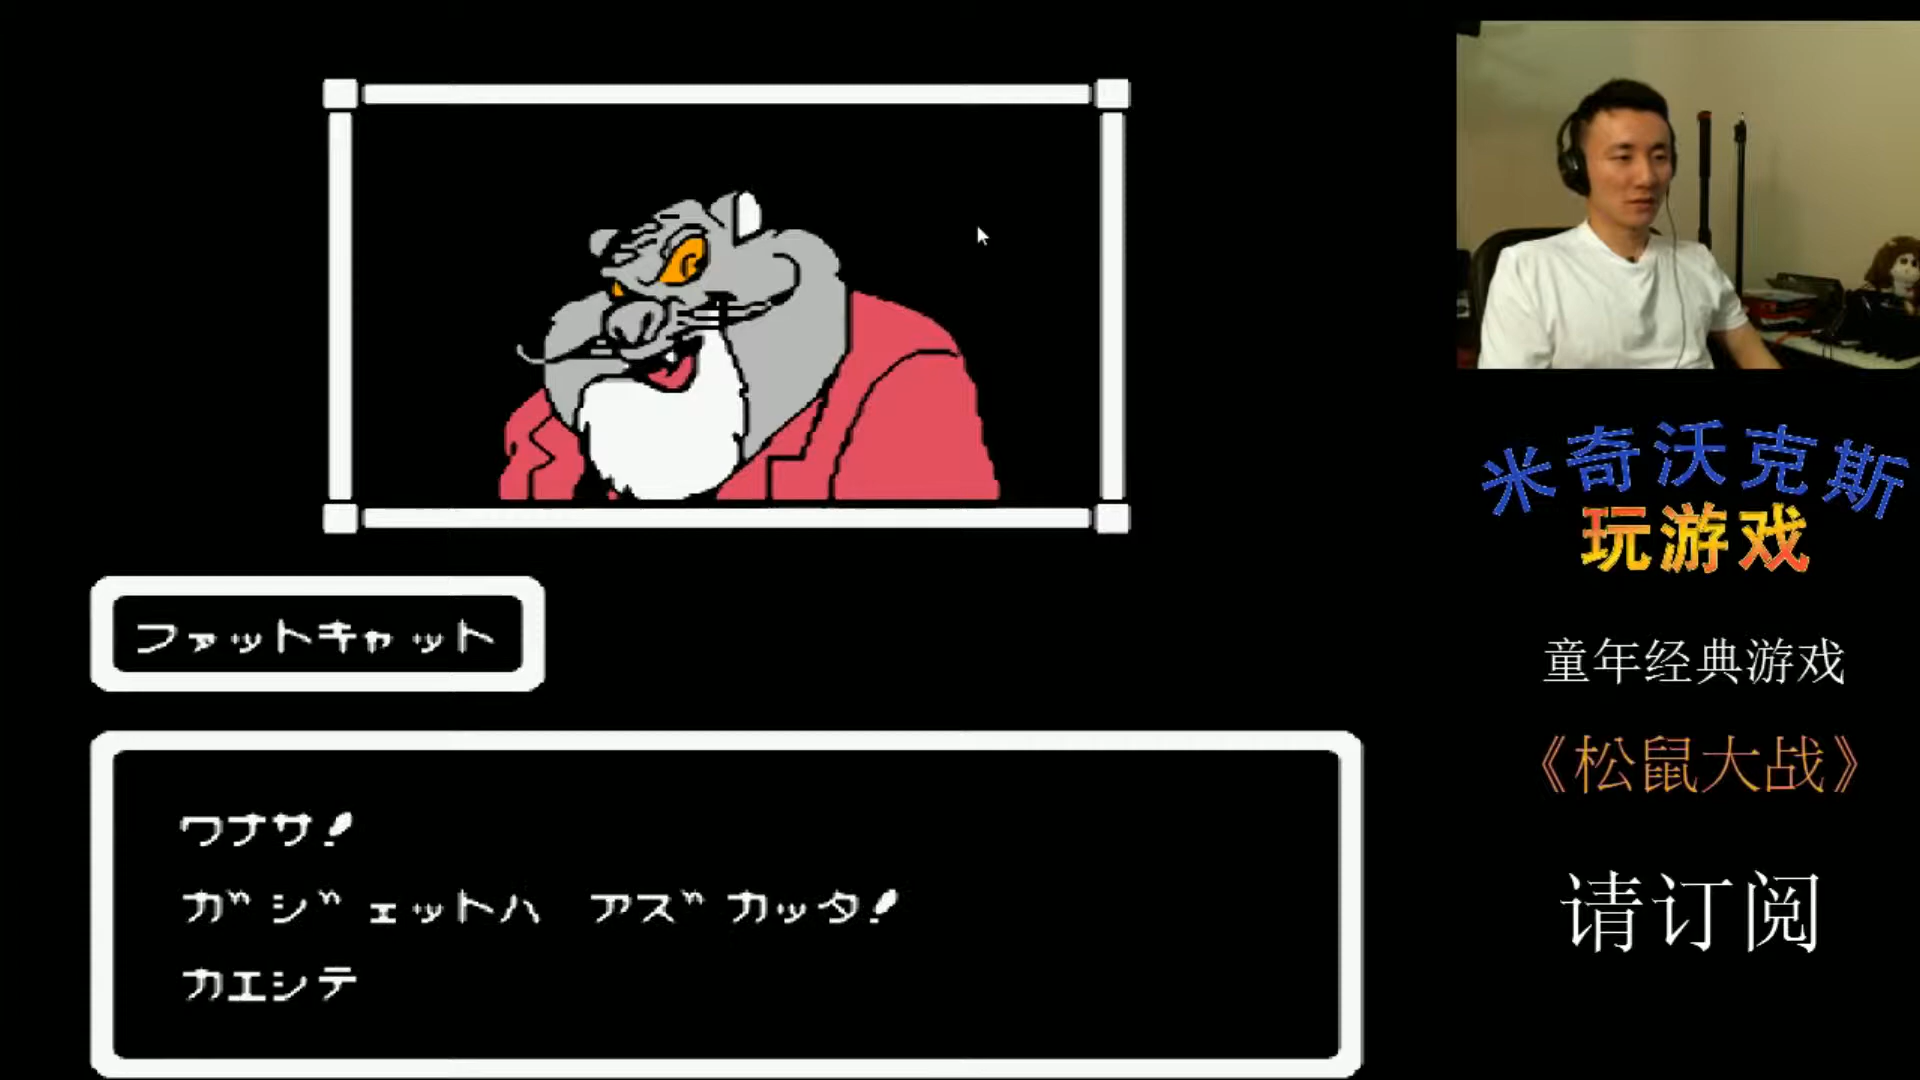 ファットキャット
ワナサ!
ガジェットハ アズカッタ!
カエシテ
米奇沃克斯
玩游戏
童年经典游戏
《松鼠大战》
请订阅